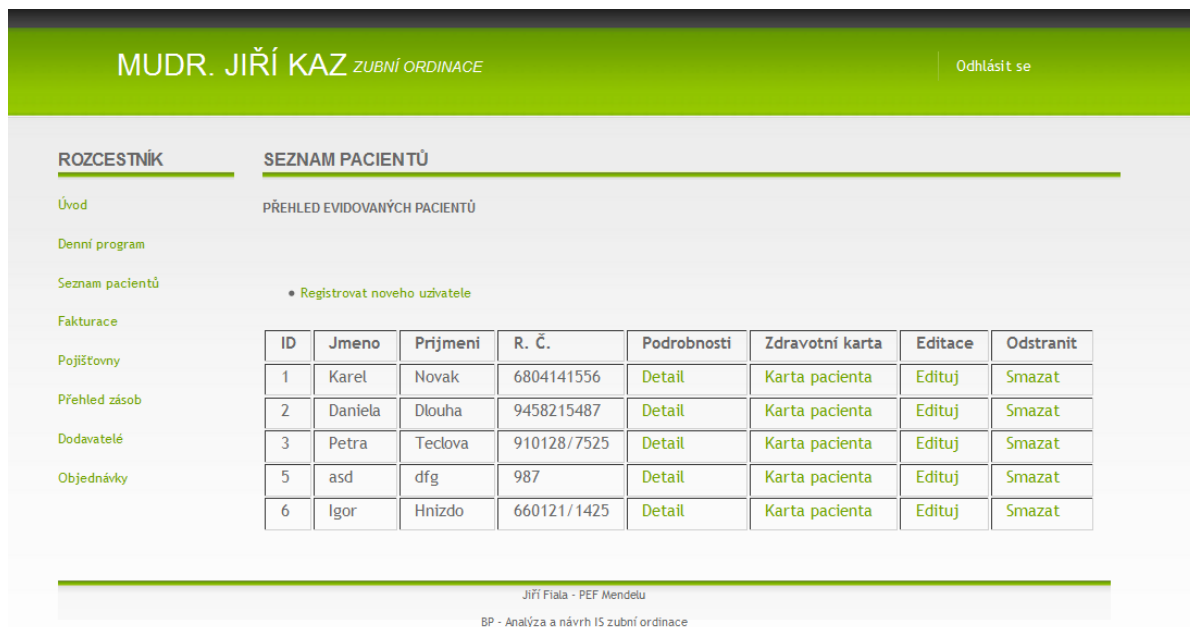 MUDR. JIŘÍ KAZ ZUBNÍ ORDINACE
Odhlásit se
ROZCESTNÍK
Úvod
Denní program
Seznam pacientů
Fakturace
Pojišťovny
Přehled zásob
Dodavatelé
Objednávky
SEZNAM PACIENTŮ
PŘEHLED EVIDOVANÝCH PACIENTŮ
• Registrovat noveho uzivatele
ID Jmeno Prijmeni R. Č. Podrobnosti Zdravotní karta Editace Odstranit
1 Karel Novak 6804141556 Detail Karta pacienta Edituj Smazat
2 Daniela Dlouha 9458215487 Detail Karta pacienta Edituj Smazat
3 Petra Teclova 910128/7525 Detail Karta pacienta Edituj Smazat
5 asd dfg 987 Detail Karta pacienta Edituj Smazat
6 Igor Hnizdo 660121/1425 Detail Karta pacienta Edituj Smazat
Jiří Fiala - PEF Mendelu
BP - Analýza a návrh IS zubní ordinace